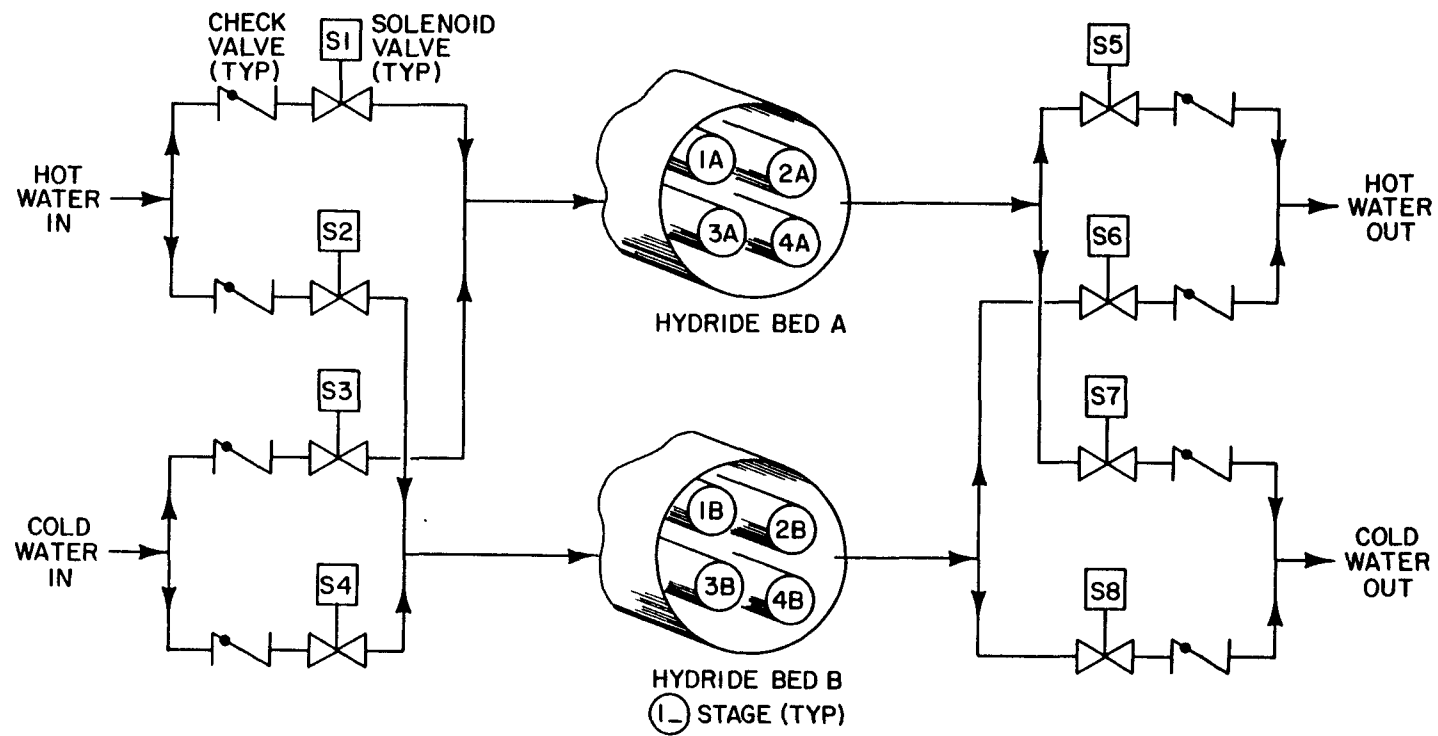 CHECK
VALVE
(TYP)
S1
SOLENOID
VALVE
(TYP)
HOT
WATER
IN
S2
S3
COLD
WATER
IN
S4
1A
2A
3A
4A
HYDRIDE BED A
1B
2B
3B
4B
HYDRIDE BED B
1_ STAGE (TYP)
S5
S6
HOT
WATER
OUT
S7
S8
COLD
WATER
OUT